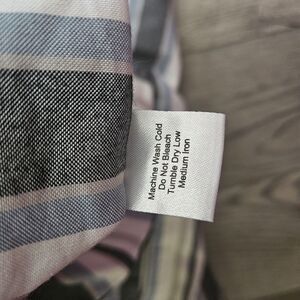 Machine Wash Cold
Do Not Bleach
Tumble Dry Low
Medium Iron